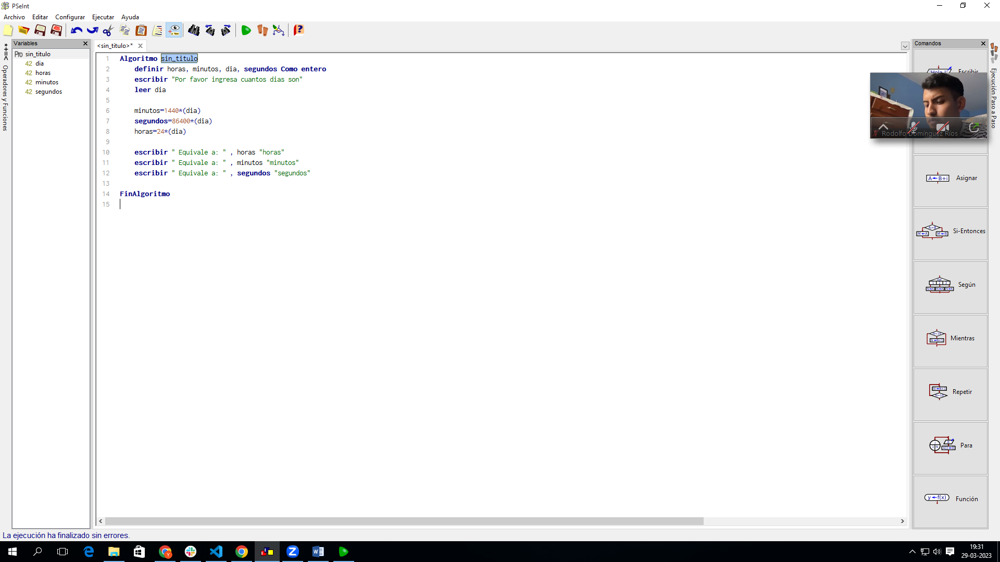 PSeInt
Archivo Editar Configurar Ejecutar Ayuda
Variables
<sin_titulo>*
Comandos
*+=<
Operadores y Funciones
Pro sin_titulo
42 dia
42 horas
42 minutos
42 segundos
1 Algoritmo sin_titulo
2 definir horas, minutos, dia, segundos Como entero
3 escribir "Por favor ingresa cuantos dias son"
4 leer dia
5
6 minutos=1440*(dia)
7 segundos=86400*(dia)
8 horas=24*(dia)
9
10 escribir " Equivale a: " , horas "horas"
11 escribir " Equivale a: " , minutos "minutos"
12 escribir " Equivale a: " , segundos "segundos"
13
14 FinAlgoritmo
15
Escribir
Rodolfo Domínguez Ríos
Ejecución Paso a Paso
A B+i Asignar
A>B
Si-Entonces
Según
Mientras
Repetir
Para
y f(x) Función
La ejecución ha finalizado sin errores.
19:31
29-03-2023